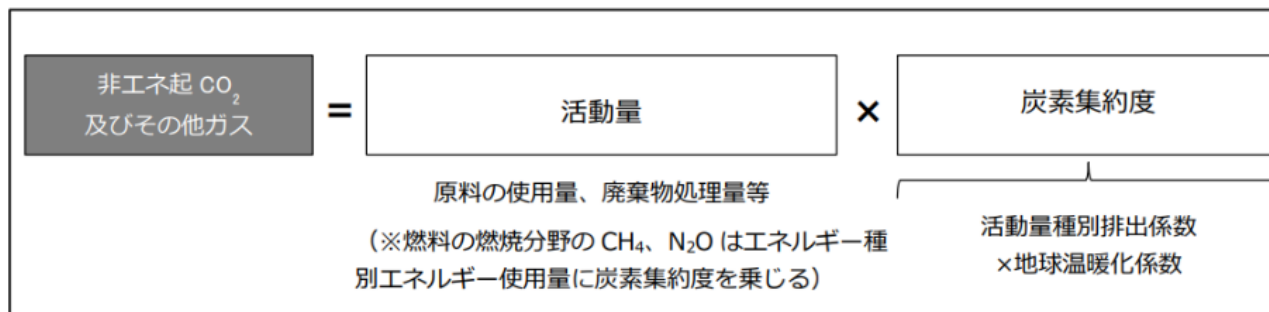 非エネ起 CO₂
及びその他ガス
=
活動量
×
炭素集約度
原料の使用量、廃棄物処理量等
（※燃料の燃焼分野の CH₄、N₂O はエネルギー種
別エネルギー使用量に炭素集約度を乗じる）
活動量種別排出係数
×地球温暖化係数